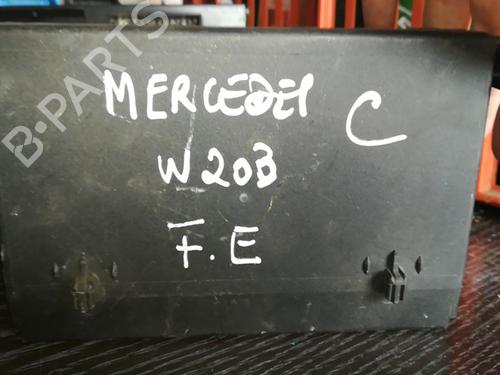 B-PARTS
MERCEDES C
W203
F.E